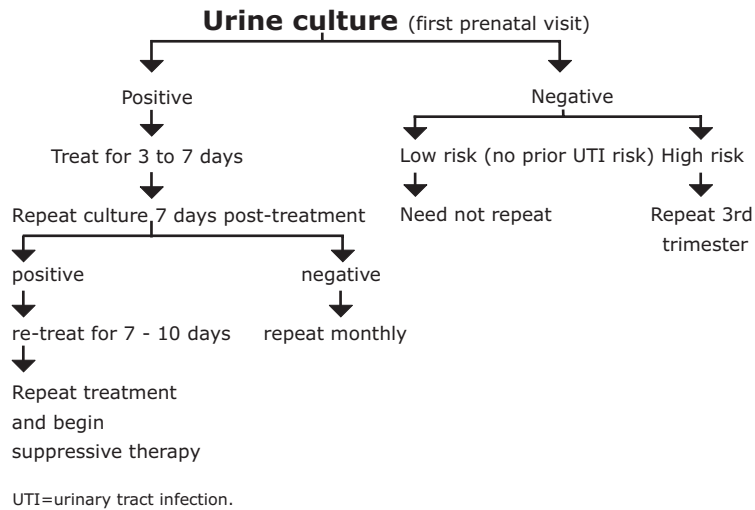 Urine culture (first prenatal visit)
Positive
Negative
Treat for 3 to 7 days
Low risk (no prior UTI risk) High risk
Repeat culture 7 days post-treatment
Need not repeat
Repeat 3rd
trimester
positive
negative
re-treat for 7 - 10 days
repeat monthly
Repeat treatment
and begin
suppressive therapy
UTI=urinary tract infection.